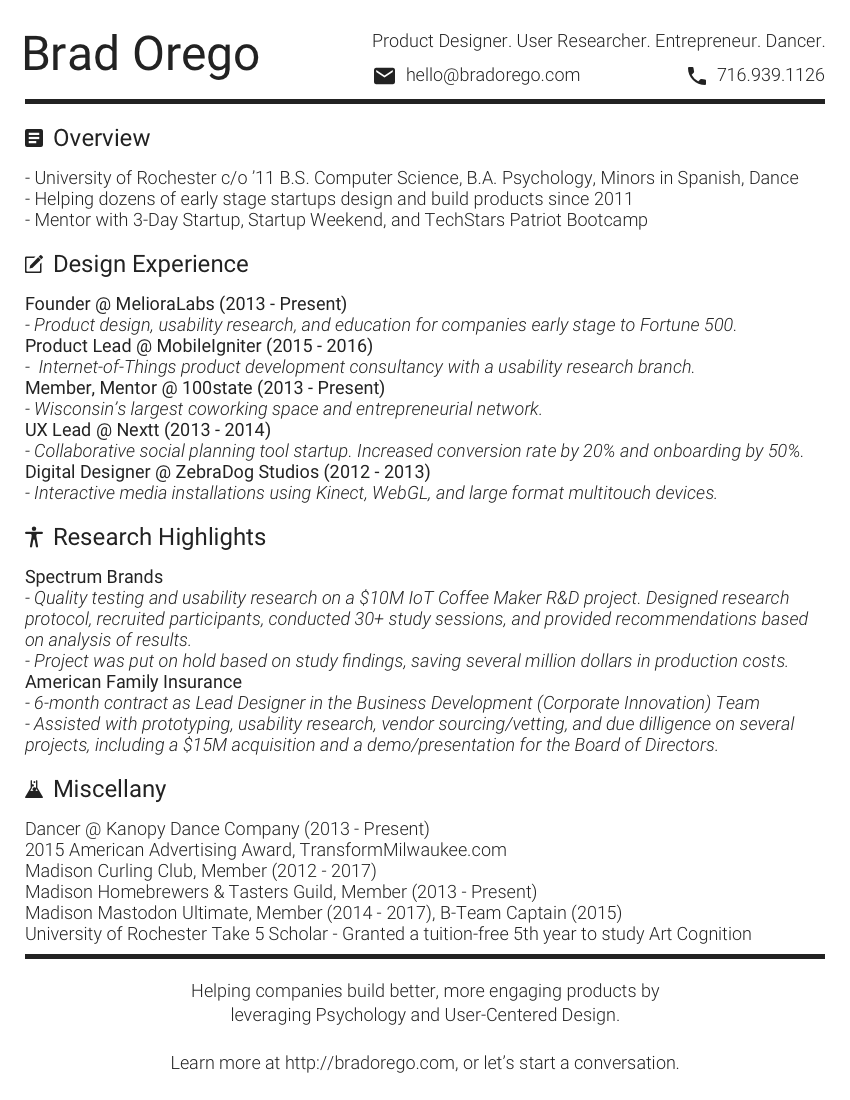 Brad Orego
Product Designer. User Researcher. Entrepreneur. Dancer.
hello@bradorego.com
716.939.1126
Overview
- University of Rochester c/o '11 B.S. Computer Science, B.A. Psychology, Minors in Spanish, Dance
- Helping dozens of early stage startups design and build products since 2011
- Mentor with 3-Day Startup, Startup Weekend, and TechStars Patriot Bootcamp
Design Experience
Founder @ MelioraLabs (2013 - Present)
- Product design, usability research, and education for companies early stage to Fortune 500.
Product Lead @ MobileIgniter (2015 - 2016)
-  Internet-of-Things product development consultancy with a usability research branch.
Member, Mentor @ 100state (2013 - Present)
- Wisconsin's largest coworking space and entrepreneurial network.
UX Lead @ Nextt (2013 - 2014)
- Collaborative social planning tool startup. Increased conversion rate by 20% and onboarding by 50%.
Digital Designer @ ZebraDog Studios (2012 - 2013)
- Interactive media installations using Kinect, WebGL, and large format multitouch devices.
Research Highlights
Spectrum Brands
- Quality testing and usability research on a $10M IoT Coffee Maker R&D project. Designed research
protocol, recruited participants, conducted 30+ study sessions, and provided recommendations based
on analysis of results.
- Project was put on hold based on study findings, saving several million dollars in production costs.
American Family Insurance
- 6-month contract as Lead Designer in the Business Development (Corporate Innovation) Team
- Assisted with prototyping, usability research, vendor sourcing/vetting, and due dilligence on several
projects, including a $15M acquisition and a demo/presentation for the Board of Directors.
Miscellany
Dancer @ Kanopy Dance Company (2013 - Present)
2015 American Advertising Award, TransformMilwaukee.com
Madison Curling Club, Member (2012 - 2017)
Madison Homebrewers & Tasters Guild, Member (2013 - Present)
Madison Mastodon Ultimate, Member (2014 - 2017), B-Team Captain (2015)
University of Rochester Take 5 Scholar - Granted a tuition-free 5th year to study Art Cognition
Helping companies build better, more engaging products by
leveraging Psychology and User-Centered Design.
Learn more at http://bradorego.com, or let's start a conversation.